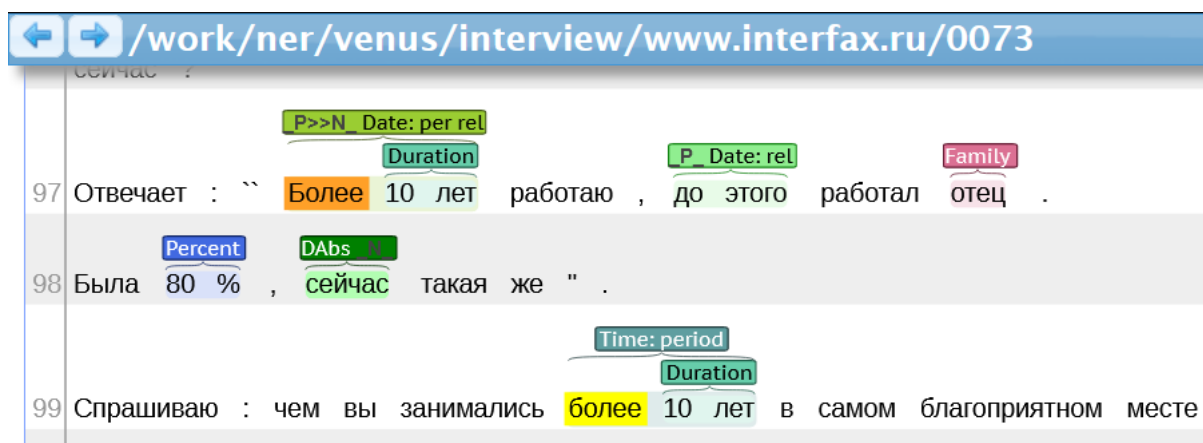 /work/ner/venus/interview/www.interfax.ru/0073
сейчас ?
_P>>N_ Date: per rel
Duration _P_ Date: rel Family
97 Отвечает : `` Более 10 лет работаю , до этого работал отец .
Percent DAbs _N_
98 Была 80 % , сейчас такая же " .
Time: period
Duration
99 Спрашиваю : чем вы занимались более 10 лет в самом благоприятном месте